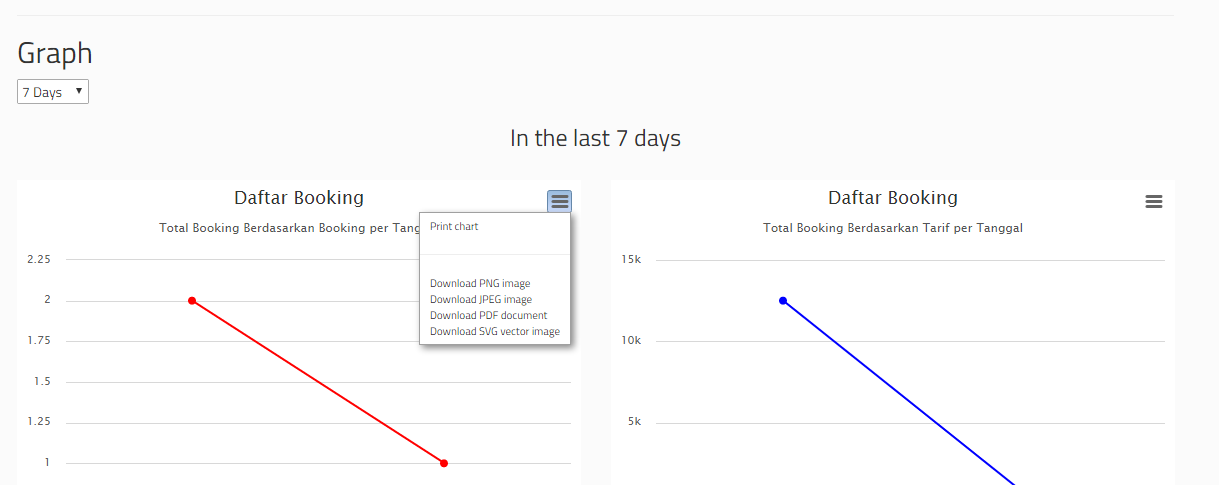 Graph
7 Days
In the last 7 days
Daftar Booking
Total Booking Berdasarkan Booking per
Print chart
Download PNG image
Download JPEG image
Download PDF document
Download SVG vector image
2.25
2
1.75
1.5
1.25
1
Daftar Booking
Total Booking Berdasarkan Tarif per Tanggal
15k
10k
5k